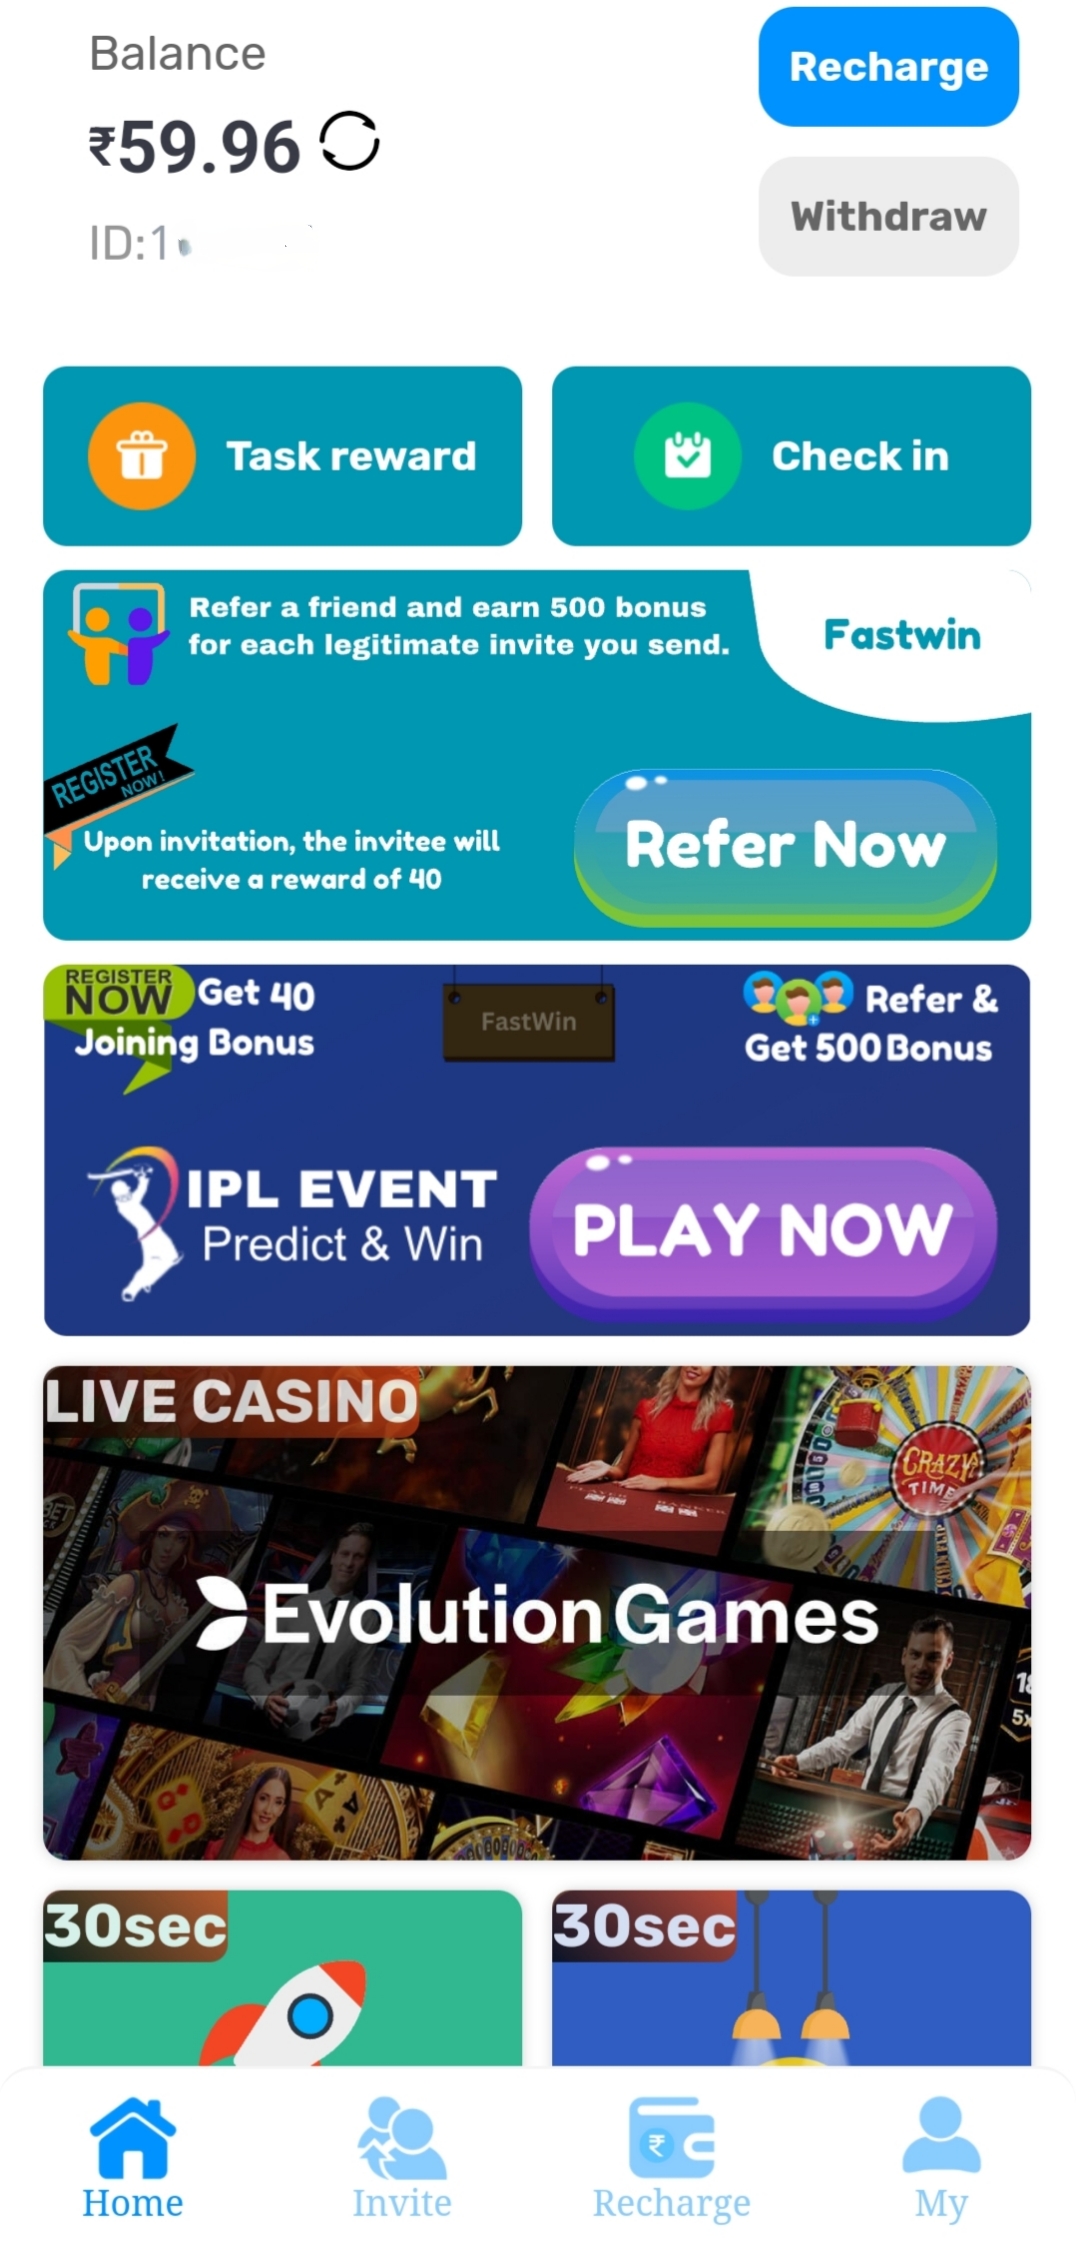 Balance
Recharge
₹59.96
Withdraw
ID:1
Task reward
Check in
Refer a friend and earn 500 bonus
for each legitimate invite you send.
Fastwin
REGISTER
NOW!
Upon invitation, the invitee will
receive a reward of 40
Refer Now
REGISTER
NOW Get 40
Joining Bonus
FastWin
Refer &
Get 500 Bonus
IPL EVENT
Predict & Win
PLAY NOW
LIVE CASINO
CRAZY
TIME
Evolution Games
30sec
30sec
Home
Invite
Recharge
My